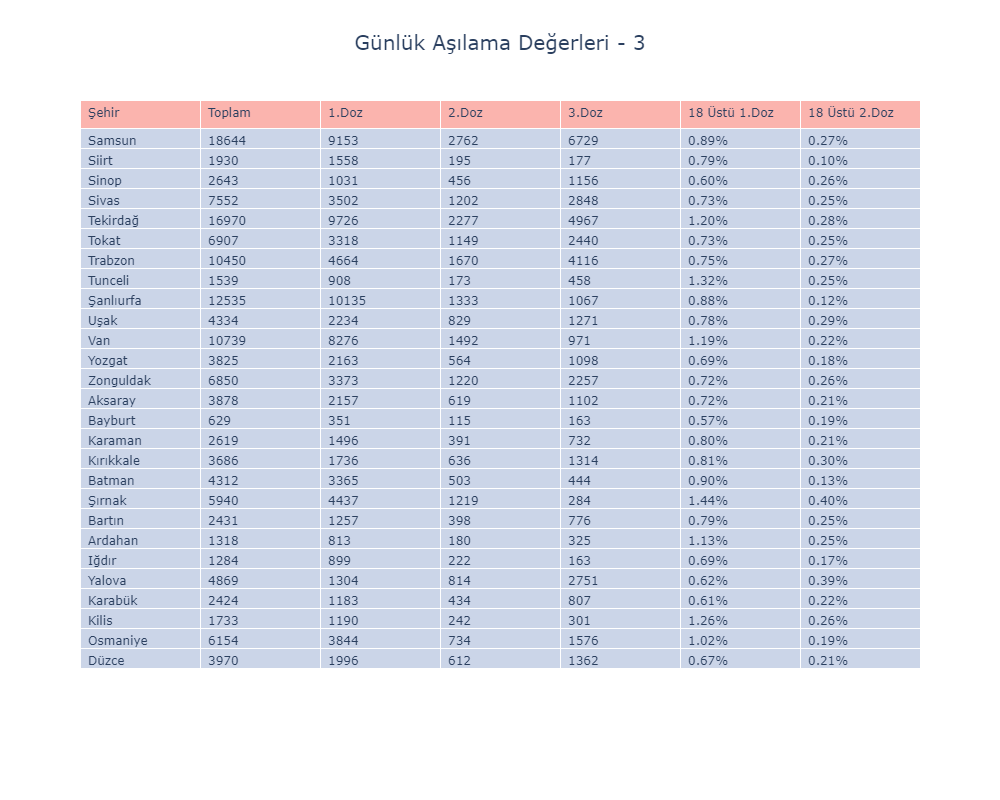 Günlük Aşılama Değerleri - 3
Şehir Toplam 1.Doz 2.Doz 3.Doz 18 Üstü 1.Doz 18 Üstü 2.Doz
Samsun 18644 9153 2762 6729 0.89% 0.27%
Siirt 1930 1558 195 177 0.79% 0.10%
Sinop 2643 1031 456 1156 0.60% 0.26%
Sivas 7552 3502 1202 2848 0.73% 0.25%
Tekirdağ 16970 9726 2277 4967 1.20% 0.28%
Tokat 6907 3318 1149 2440 0.73% 0.25%
Trabzon 10450 4664 1670 4116 0.75% 0.27%
Tunceli 1539 908 173 458 1.32% 0.25%
Şanlıurfa 12535 10135 1333 1067 0.88% 0.12%
Uşak 4334 2234 829 1271 0.78% 0.29%
Van 10739 8276 1492 971 1.19% 0.22%
Yozgat 3825 2163 564 1098 0.69% 0.18%
Zonguldak 6850 3373 1220 2257 0.72% 0.26%
Aksaray 3878 2157 619 1102 0.72% 0.21%
Bayburt 629 351 115 163 0.57% 0.19%
Karaman 2619 1496 391 732 0.80% 0.21%
Kırıkkale 3686 1736 636 1314 0.81% 0.30%
Batman 4312 3365 503 444 0.90% 0.13%
Şırnak 5940 4437 1219 284 1.44% 0.40%
Bartın 2431 1257 398 776 0.79% 0.25%
Ardahan 1318 813 180 325 1.13% 0.25%
Iğdır 1284 899 222 163 0.69% 0.17%
Yalova 4869 1304 814 2751 0.62% 0.39%
Karabük 2424 1183 434 807 0.61% 0.22%
Kilis 1733 1190 242 301 1.26% 0.26%
Osmaniye 6154 3844 734 1576 1.02% 0.19%
Düzce 3970 1996 612 1362 0.67% 0.21%